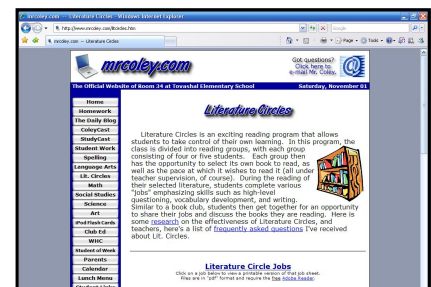 mrcoley.com -- Literature Circles - Windows Internet Explorer
http://www.mrcoley.com/litcircles.htm
Google
mrcoley.com -- Literature Circles
Page
Tools
mrcoley.com
Got questions?
Click here to
e-mail Mr. Coley.
The Official Website of Room 34 at Tovashal Elementary School
Saturday, November 01
Home
Homework
The Daily Blog
ColeyCast
StudyCast
Student Work
Spelling
Language Arts
Lit. Circles
Math
Social Studies
Science
Art
iPod Flash Cards
Club Ed
WHC
Student of Week
Parents
Calendar
Lunch Menu
Student Links
Literature Circles
Literature Circles is an exciting reading program that allows
students to take control of their own learning. In this program, the
class is divided into reading groups, with each group
consisting of four or five students. Each group then
has the opportunity to select its own book to read, as
well as the pace at which it wishes to read it (all under
teacher supervision, of course). During the reading of
their selected literature, students complete various
"jobs" emphasizing skills such as high-level
questioning, vocabulary development, and writing.
Similar to a book club, students then get together for an opportunity
to share their jobs and discuss the books they are reading. Here is
some research on the effectiveness of Literature Circles, and
teachers, here's a list of frequently asked questions I've received
about Lit. Circles.
Literature Circle Jobs
Click on a job below to view a printable version of that job sheet.
Files are in "pdf" format and require the free Adobe Reader.